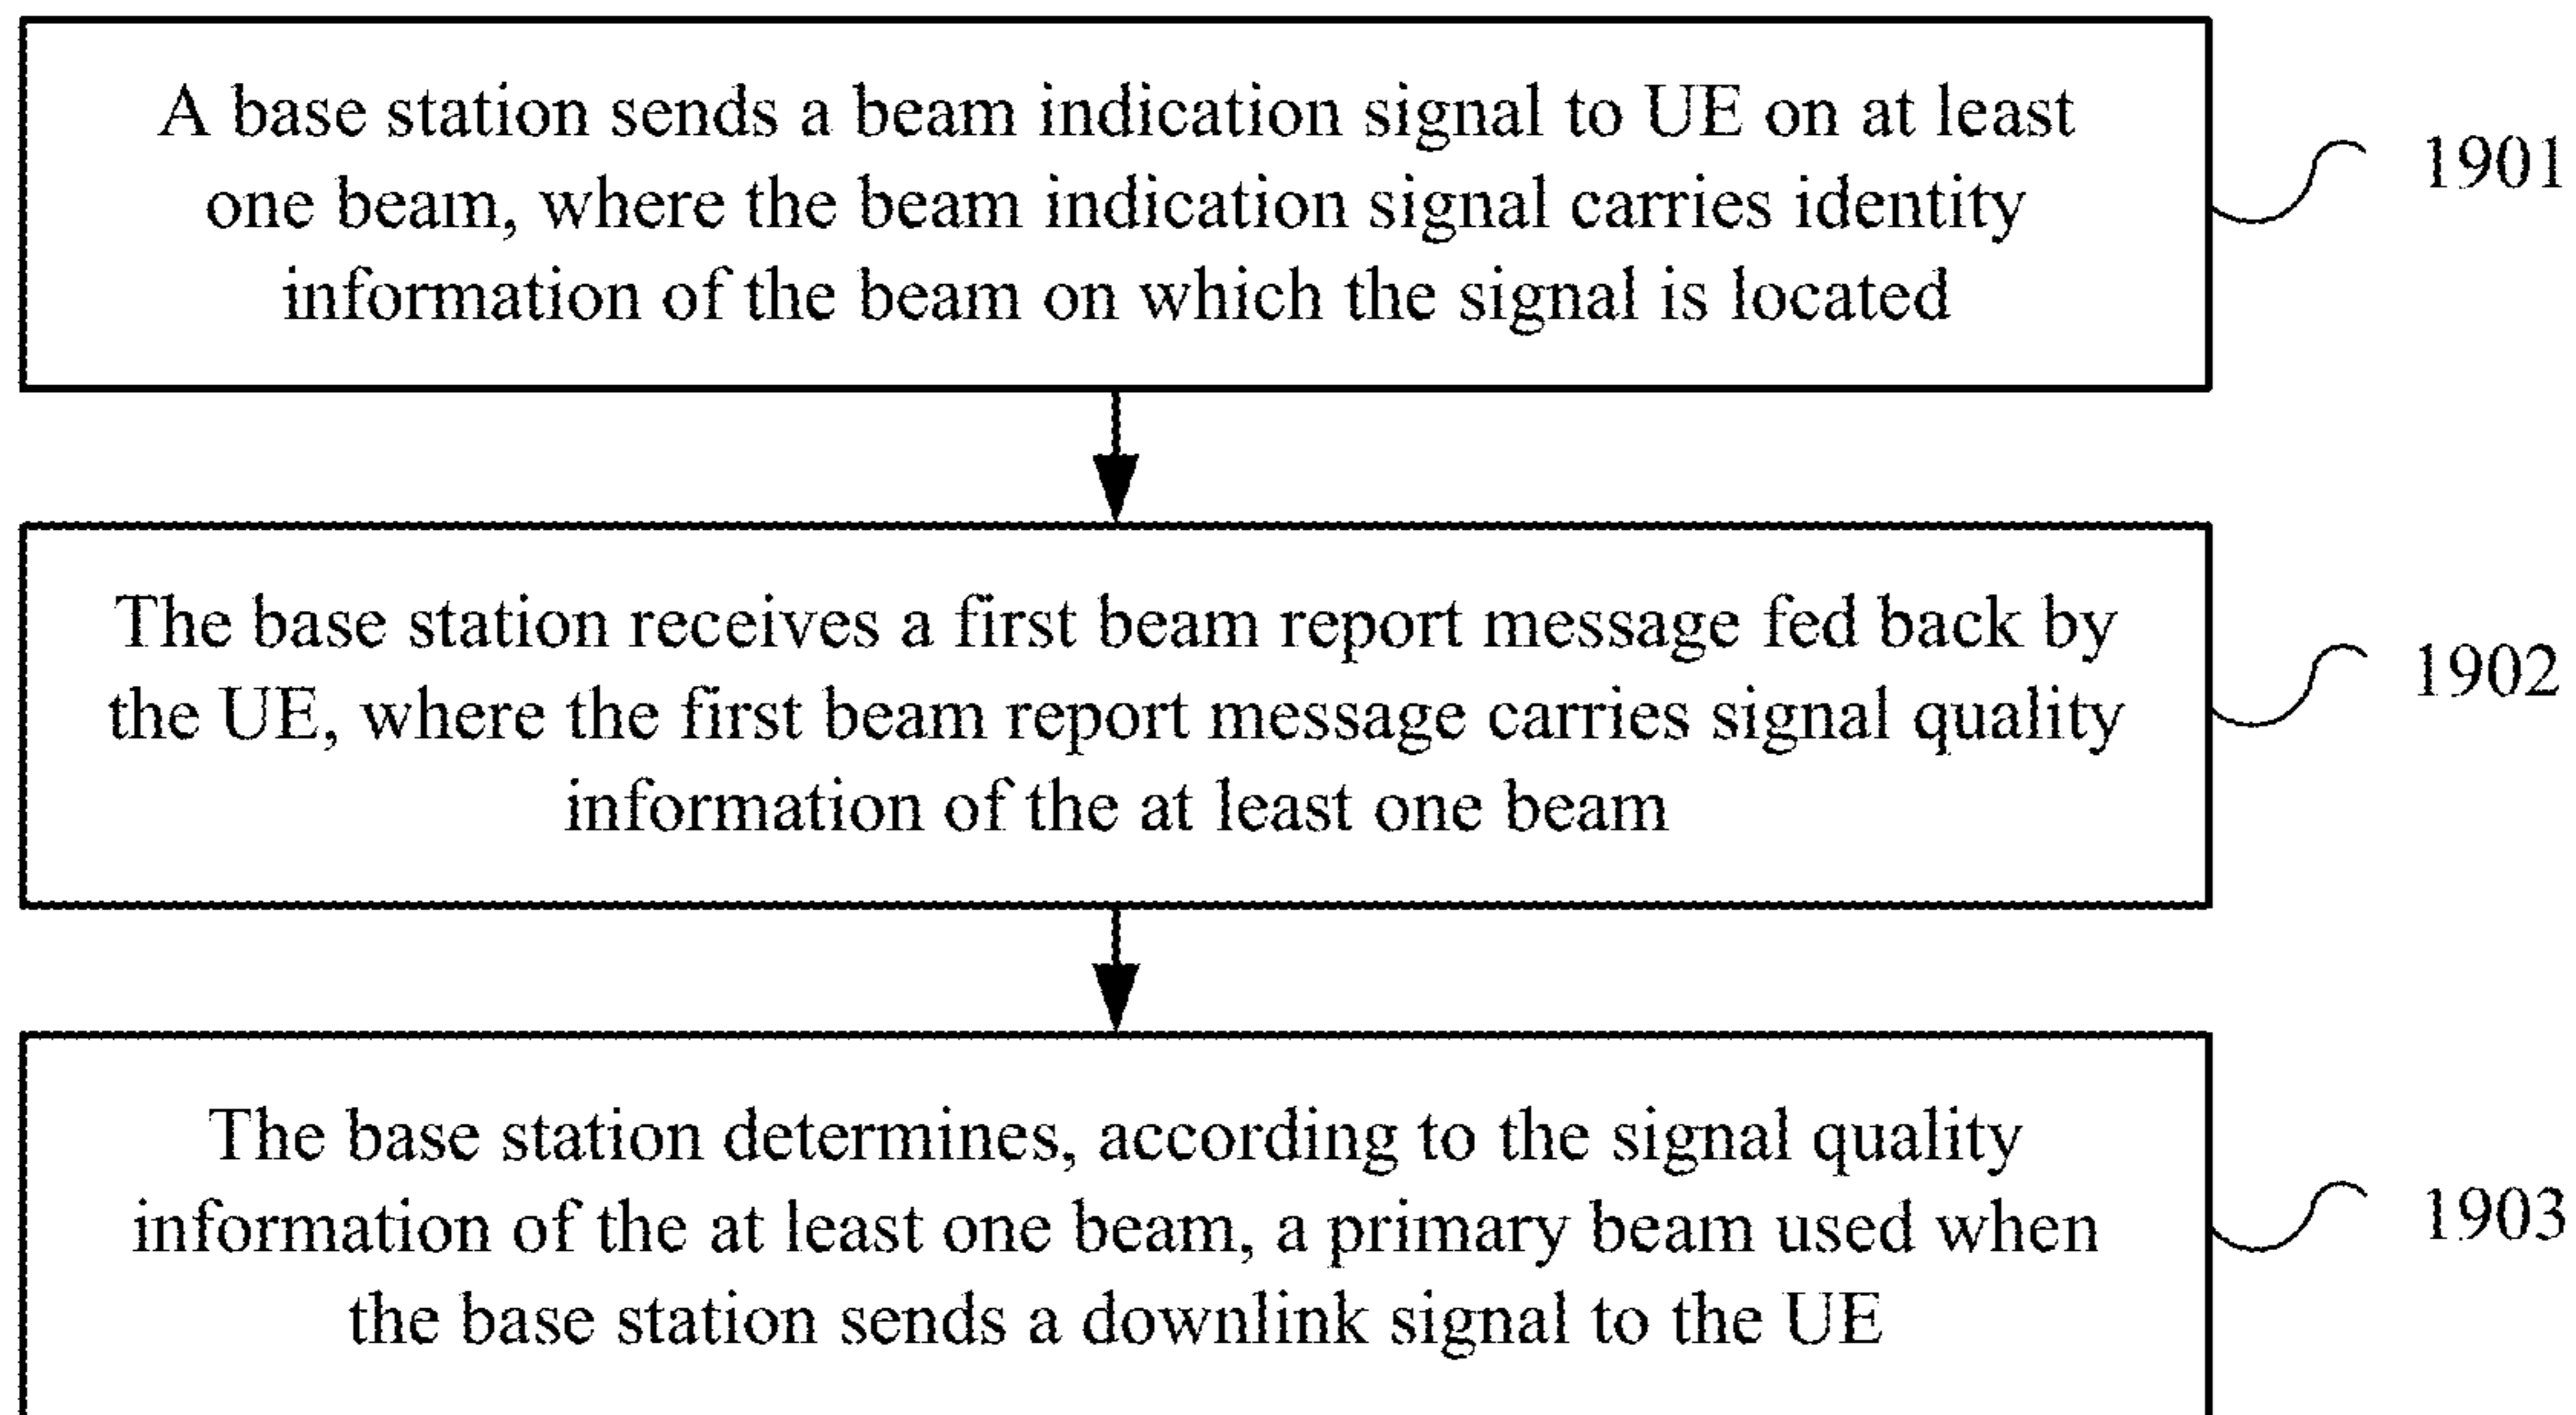 A base station sends a beam indication signal to UE on at least
one beam, where the beam indication signal carries identity
information of the beam on which the signal is located
1901
The base station receives a first beam report message fed back by
the UE, where the first beam report message carries signal quality
information of the at least one beam
1902
The base station determines, according to the signal quality
information of the at least one beam, a primary beam used when
the base station sends a downlink signal to the UE
1903